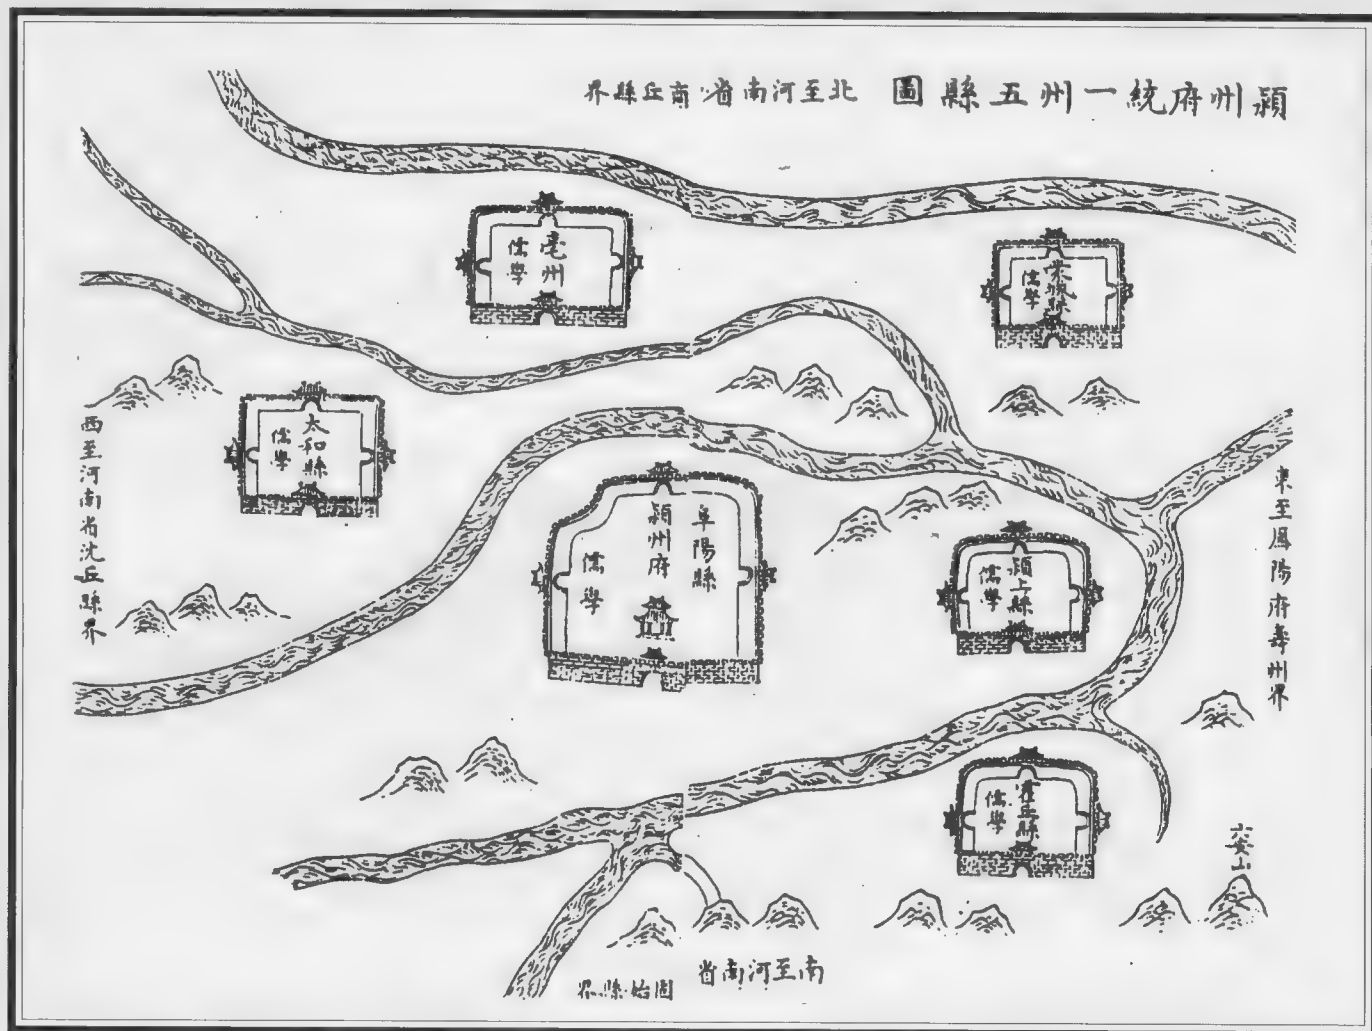 潁州府統一州五縣圖
北至河南省商丘縣界
亳州
儒學
蒙城縣
儒學
太和縣
儒學
阜陽縣
潁州府
儒學
潁上縣
儒學
霍丘縣
儒學
西至河南省沈丘縣界
東至鳳陽府壽州界
六安山
南至河南省
固始縣界